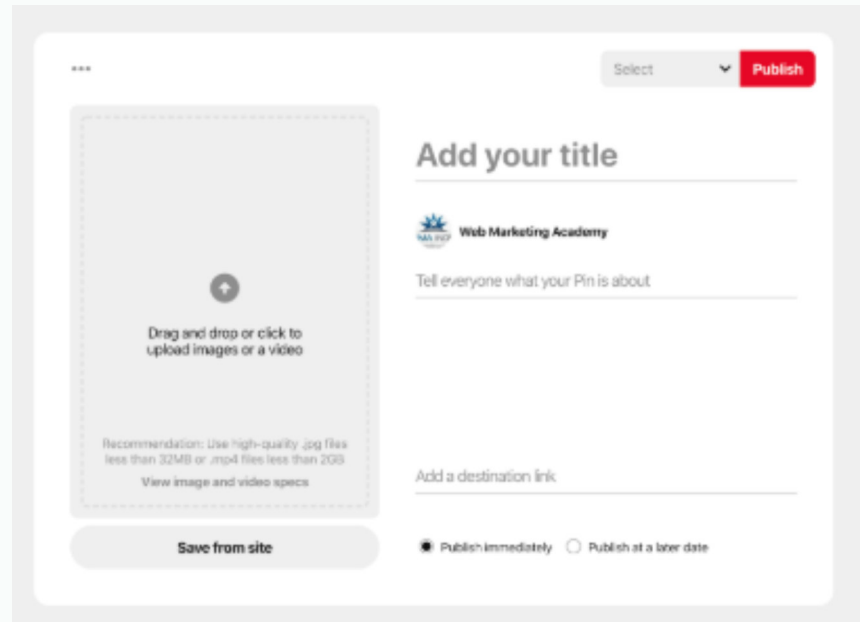 ...
Select
Publish
Add your title
Web Marketing Academy
Tell everyone what your Pin is about
Drag and drop or click to
upload images or a video
Recommendation: Use high-quality .jpg files
less than 32MB or .mp4 files less than 2GB
View image and video specs
Add a destination link
Save from site
Publish immediately
Publish at a later date